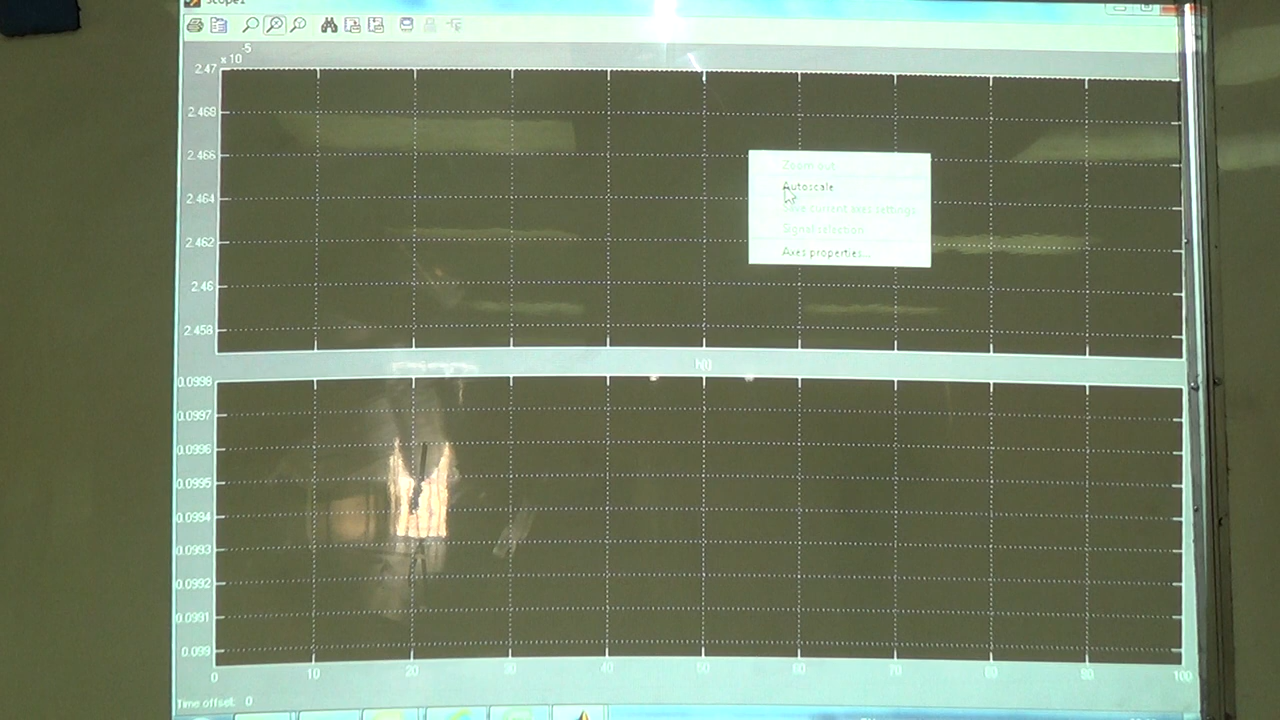 Scope1
x 10
-5
2.47
2.468
2.466
2.464
2.462
2.46
2.458
Zoom out
Autoscale
Save current axes settings
Signal selection
Axes properties...
h(t)
0.0998
0.0997
0.0996
0.0995
0.0994
0.0993
0.0992
0.0991
0.099
0 10 20 30 40 50 60 70 80 90 100
Time offset: 0